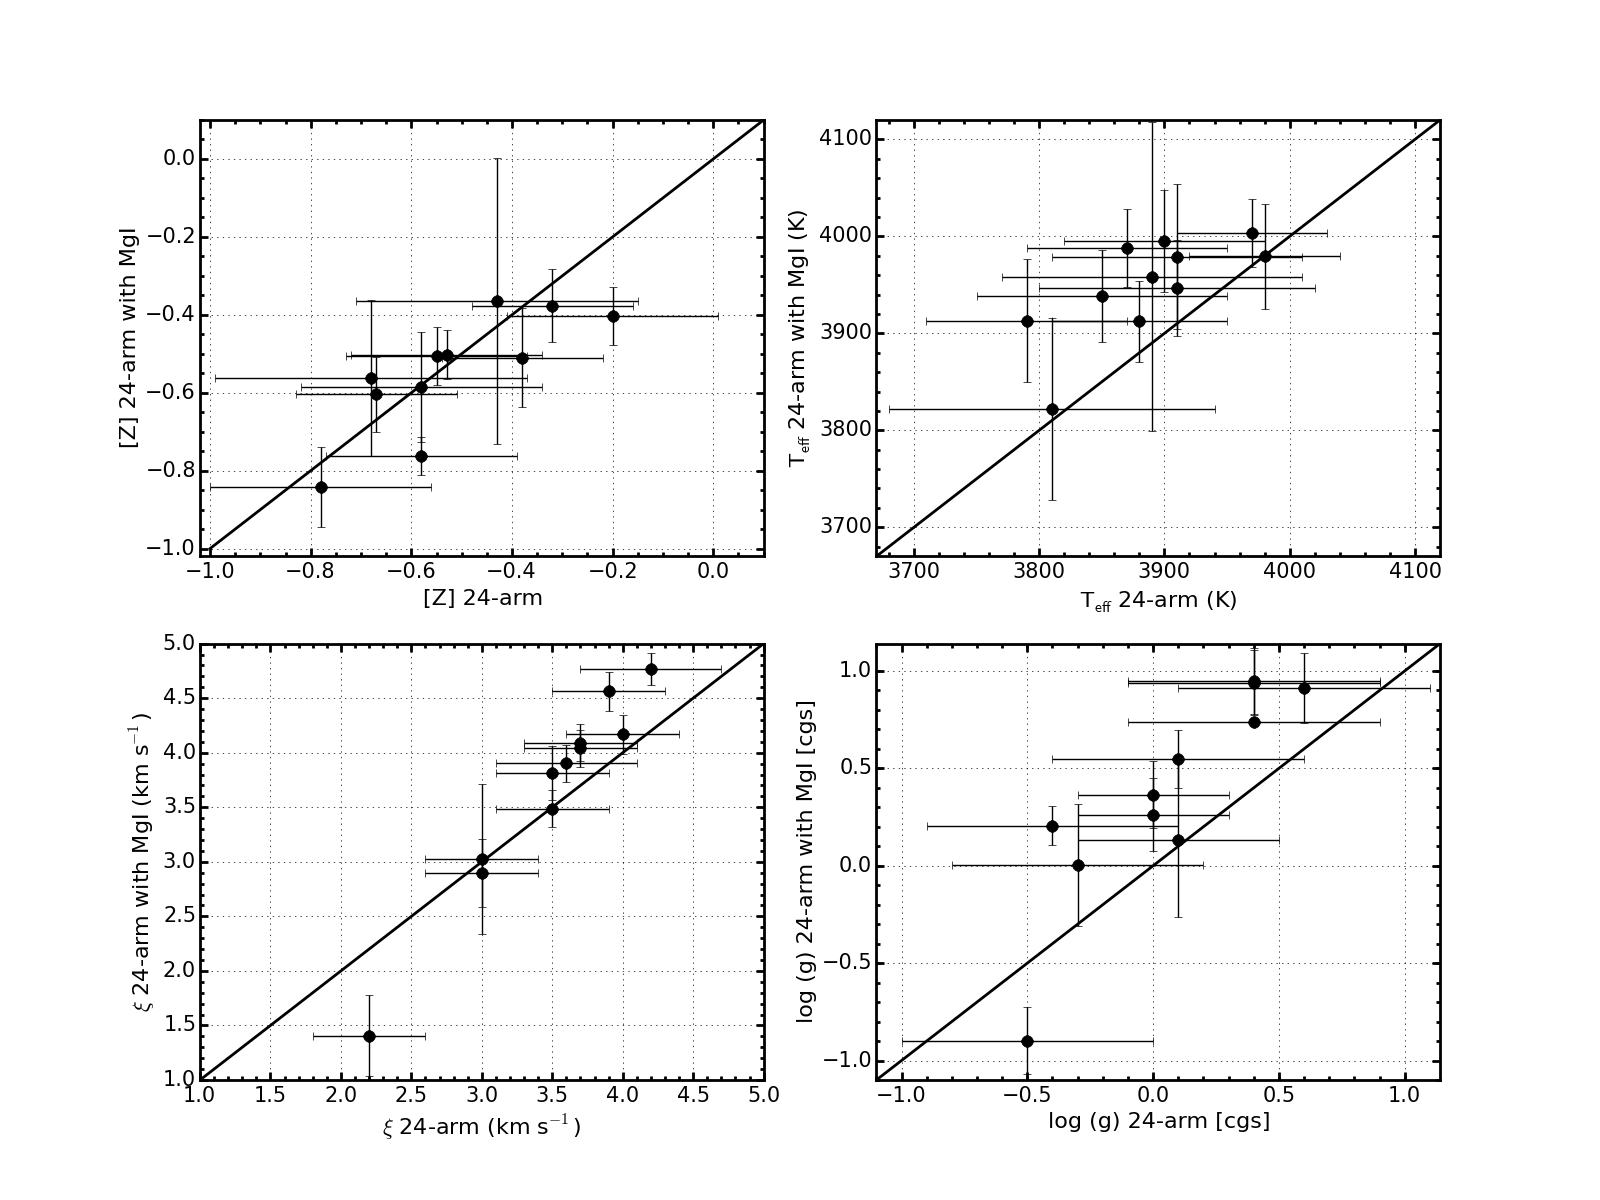 0.0
−0.2
−0.4
−0.6
−0.8
−1.0
[Z] 24-arm with MgI
−1.0 −0.8 −0.6 −0.4 −0.2 0.0
[Z] 24-arm
4100
4000
3900
3800
3700
T_eff 24-arm with MgI (K)
3700 3800 3900 4000 4100
T_eff 24-arm (K)
5.0
4.5
4.0
3.5
3.0
2.5
2.0
1.5
1.0
ξ 24-arm with MgI (km s⁻¹)
1.0 1.5 2.0 2.5 3.0 3.5 4.0 4.5 5.0
ξ 24-arm (km s⁻¹)
1.0
0.5
0.0
−0.5
−1.0
log (g) 24-arm with MgI [cgs]
−1.0 −0.5 0.0 0.5 1.0
log (g) 24-arm [cgs]